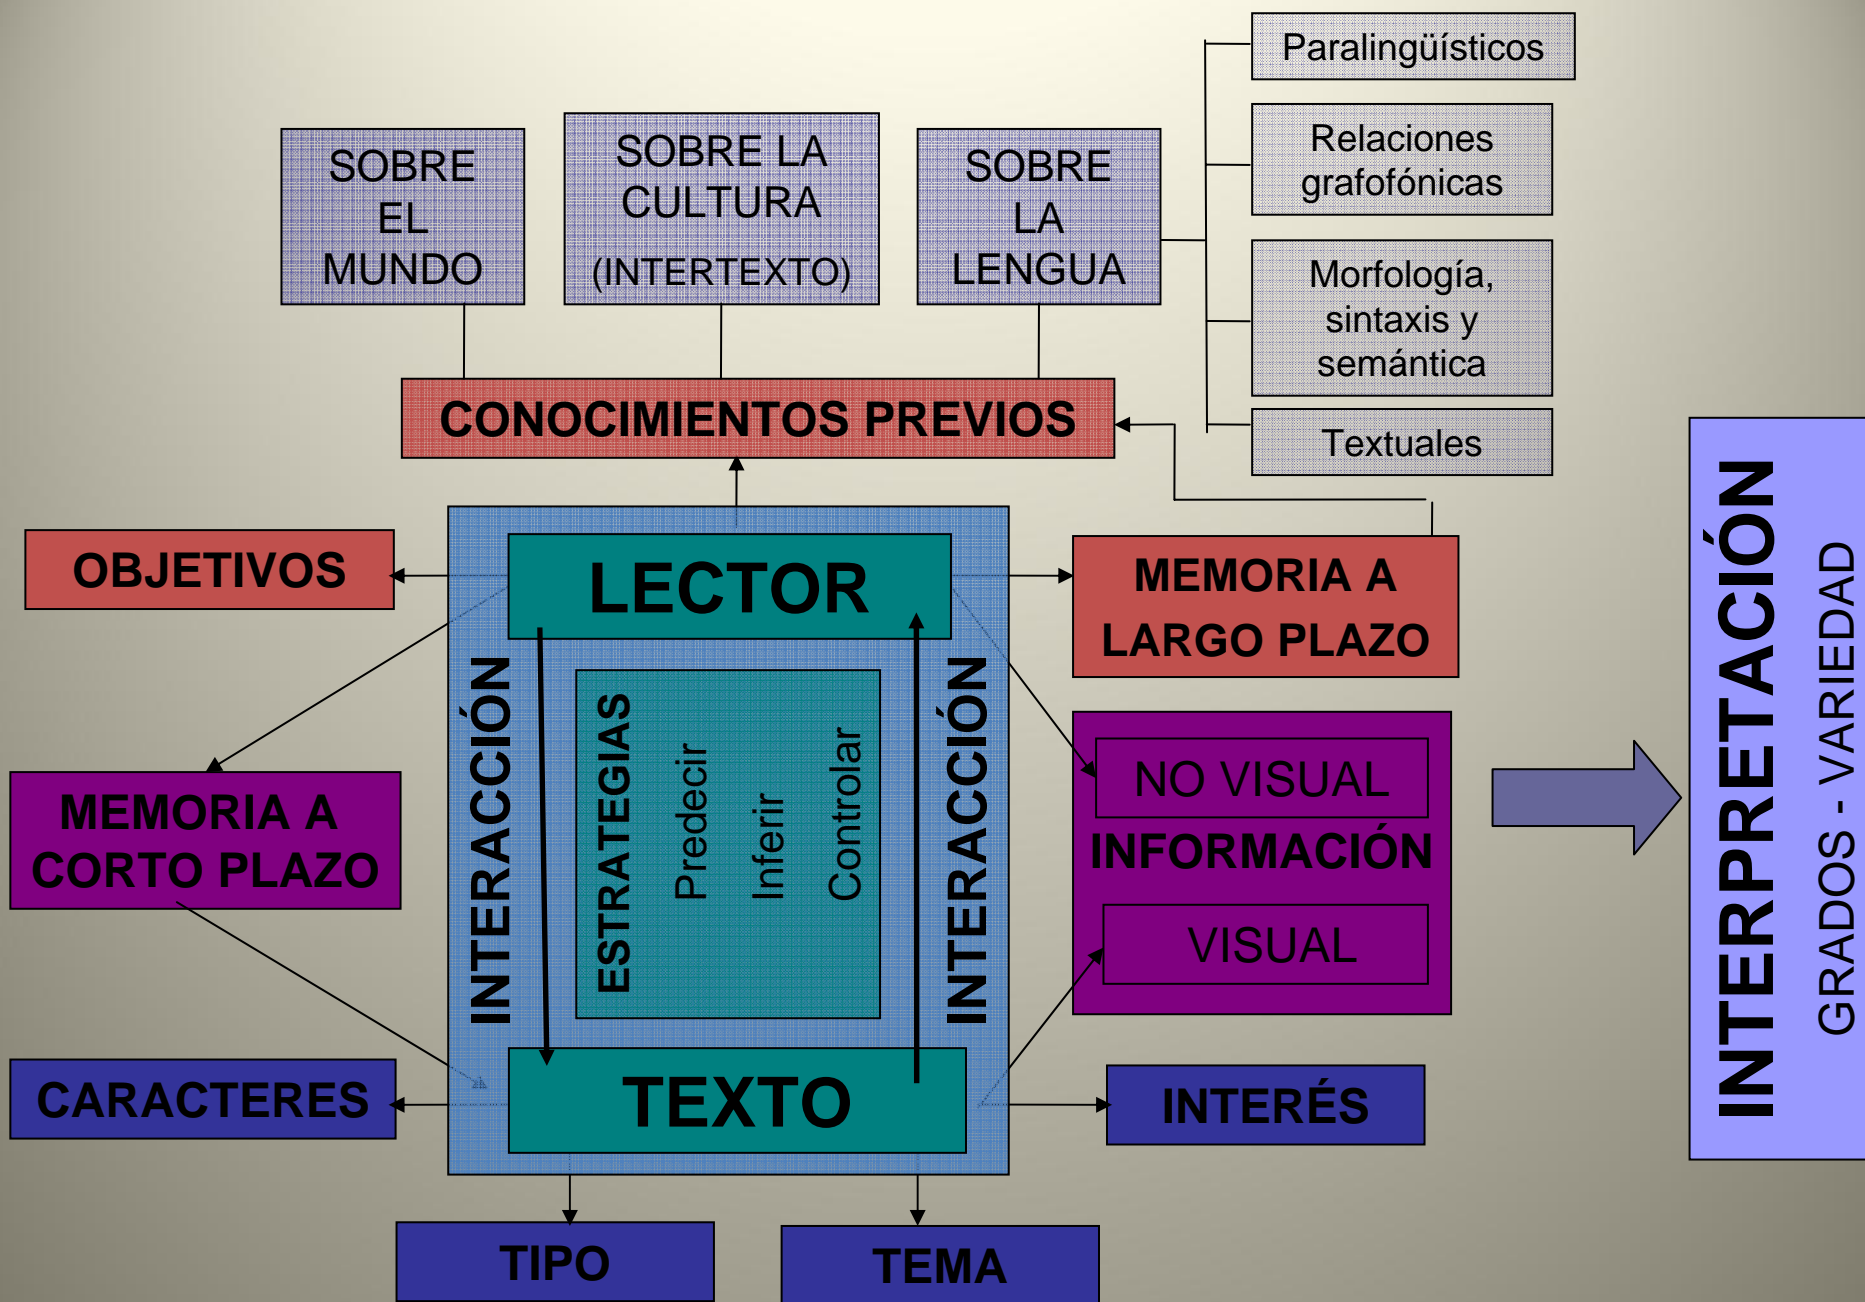 Paralingüísticos
Relaciones
grafofónicas
Morfología,
sintaxis y
semántica
Textuales
SOBRE
EL
MUNDO
SOBRE LA
CULTURA
(INTERTEXTO)
SOBRE
LA
LENGUA
CONOCIMIENTOS PREVIOS
OBJETIVOS
LECTOR
MEMORIA A
LARGO PLAZO
MEMORIA A
CORTO PLAZO
INTERACCIÓN
ESTRATEGIAS
Predecir
Inferir
Controlar
INTERACCIÓN
NO VISUAL
INFORMACIÓN
VISUAL
CARACTERES
TEXTO
INTERÉS
TIPO
TEMA
INTERPRETACIÓN
GRADOS - VARIEDAD